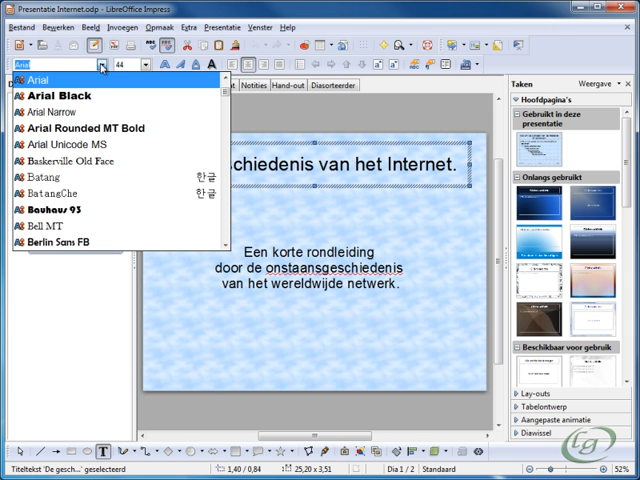 Presentatie Internet.odp - LibreOffice Impress
Bestand Bewerken Beeld Invoegen Opmaak Extra Presentatie Venster Help
Arial 44
Notities Hand-out Diasorteerder
Arial
Arial Black
Arial Narrow
Arial Rounded MT Bold
Arial Unicode MS
Baskerville Old Face
Batang 한글
BatangChe 한글
Bauhaus 93
Bell MT
Berlin Sans FB
schiedenis van het Internet.
Een korte rondleiding
door de onstaansgeschiedenis
van het wereldwijde netwerk.
Taken Weergave
Hoofdpagina's
Gebruikt in deze
presentatie
Onlangs gebruikt
Beschikbaar voor gebruik
Lay-outs
Tabelontwerp
Aangepaste animatie
Diawissel
lg
Titeltekst 'De gesch...' geselecteerd 1,40 / 0,84 25,20 x 3,51 Dia 1 / 2 Standaard 52%